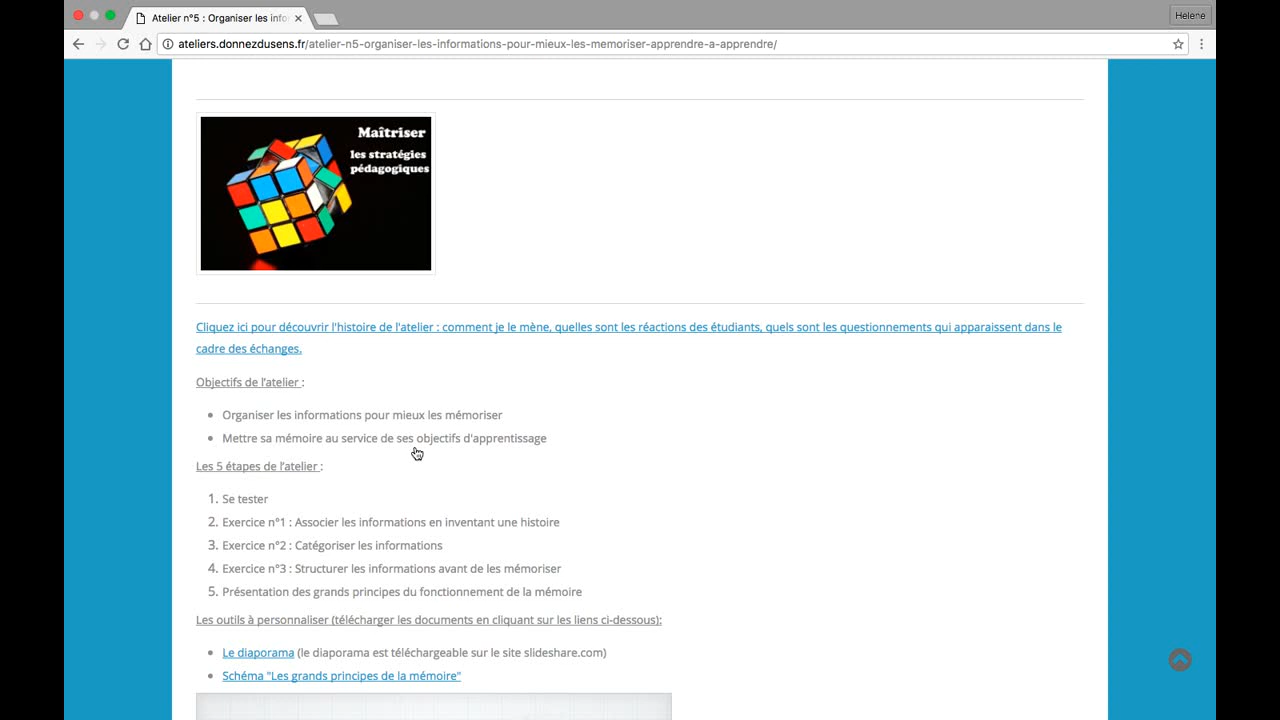 Atelier n°5 : Organiser les info
Helene
ateliers.donnezdusens.fr/atelier-n5-organiser-les-informations-pour-mieux-les-memoriser-apprendre-a-apprendre/
Maîtriser
les stratégies
pédagogiques
Cliquez ici pour découvrir l'histoire de l'atelier : comment je le mène, quelles sont les réactions des étudiants, quels sont les questionnements qui apparaissent dans le
cadre des échanges.
Objectifs de l'atelier :
Organiser les informations pour mieux les mémoriser
Mettre sa mémoire au service de ses objectifs d'apprentissage
Les 5 étapes de l'atelier :
1. Se tester
2. Exercice n°1 : Associer les informations en inventant une histoire
3. Exercice n°2 : Catégoriser les informations
4. Exercice n°3 : Structurer les informations avant de les mémoriser
5. Présentation des grands principes du fonctionnement de la mémoire
Les outils à personnaliser (télécharger les documents en cliquant sur les liens ci-dessous):
Le diaporama (le diaporama est téléchargeable sur le site slideshare.com)
Schéma "Les grands principes de la mémoire"